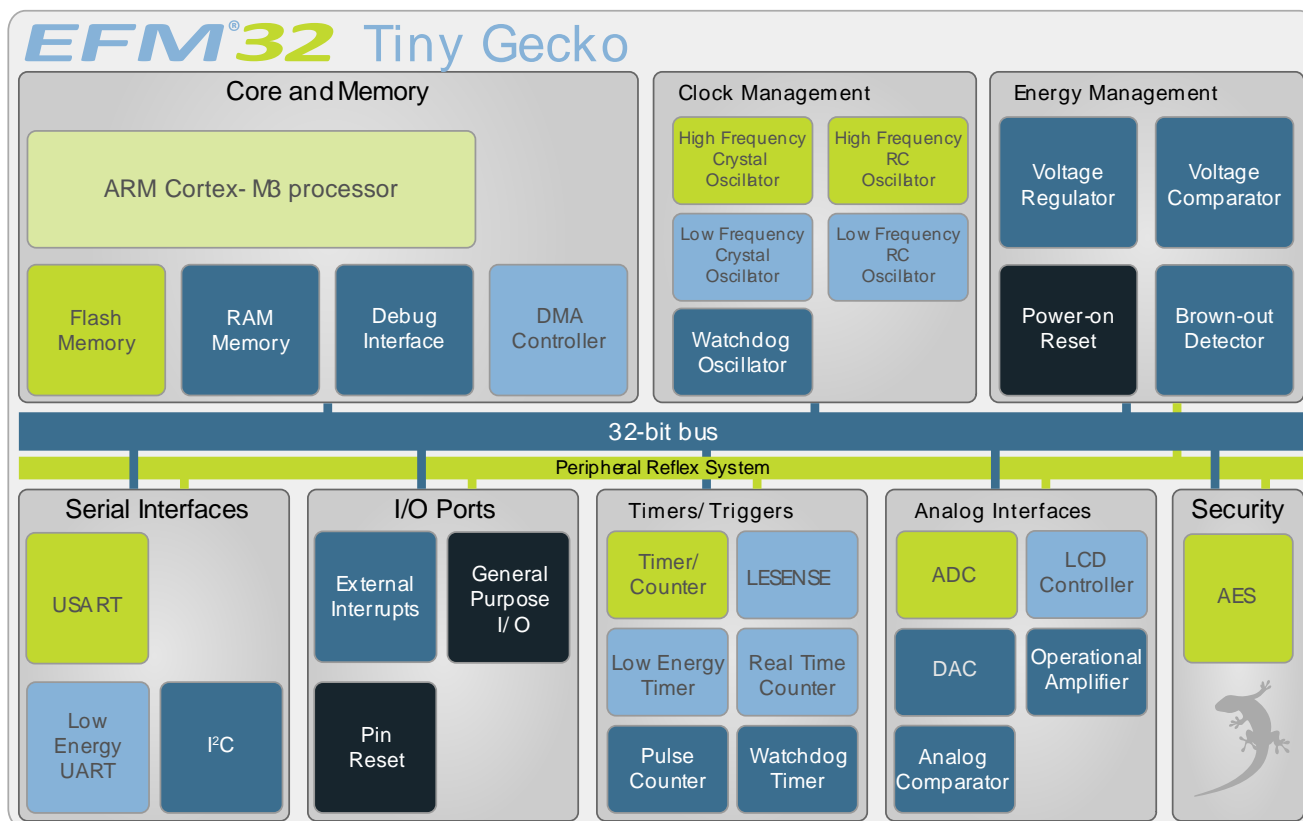 EFM®32 Tiny Gecko
Core and Memory
ARM Cortex- M3 processor
Flash
Memory
RAM
Memory
Debug
Interface
DMA
Controller
Clock Management
High Frequency
Crystal
Oscillator
High Frequency
RC
Oscillator
Low Frequency
Crystal
Oscillator
Low Frequency
RC
Oscillator
Watchdog
Oscillator
Energy Management
Voltage
Regulator
Voltage
Comparator
Power-on
Reset
Brown-out
Detector
32-bit bus
Peripheral Reflex System
Serial Interfaces
USART
Low
Energy
UART
I²C
I/O Ports
External
Interrupts
General
Purpose
I/ O
Pin
Reset
Timers/ Triggers
Timer/
Counter
LESENSE
Low Energy
Timer
Real Time
Counter
Pulse
Counter
Watchdog
Timer
Analog Interfaces
ADC
LCD
Controller
DAC
Operational
Amplifier
Analog
Comparator
Security
AES